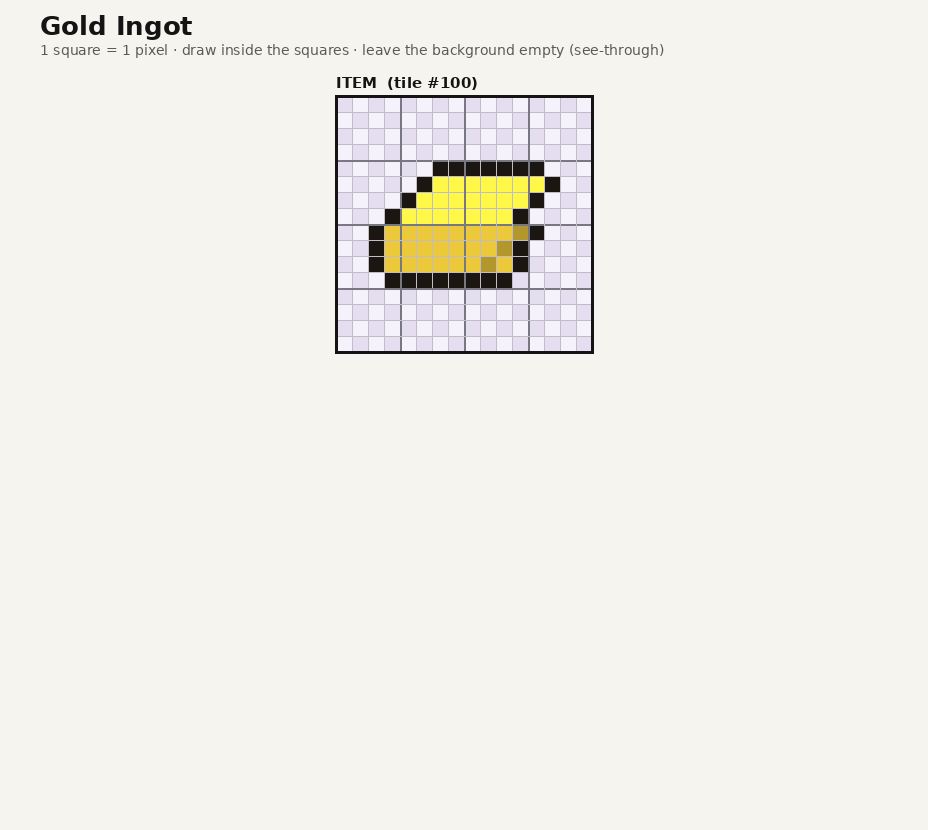 Gold Ingot
1 square = 1 pixel · draw inside the squares · leave the background empty (see-through)
ITEM (tile #100)